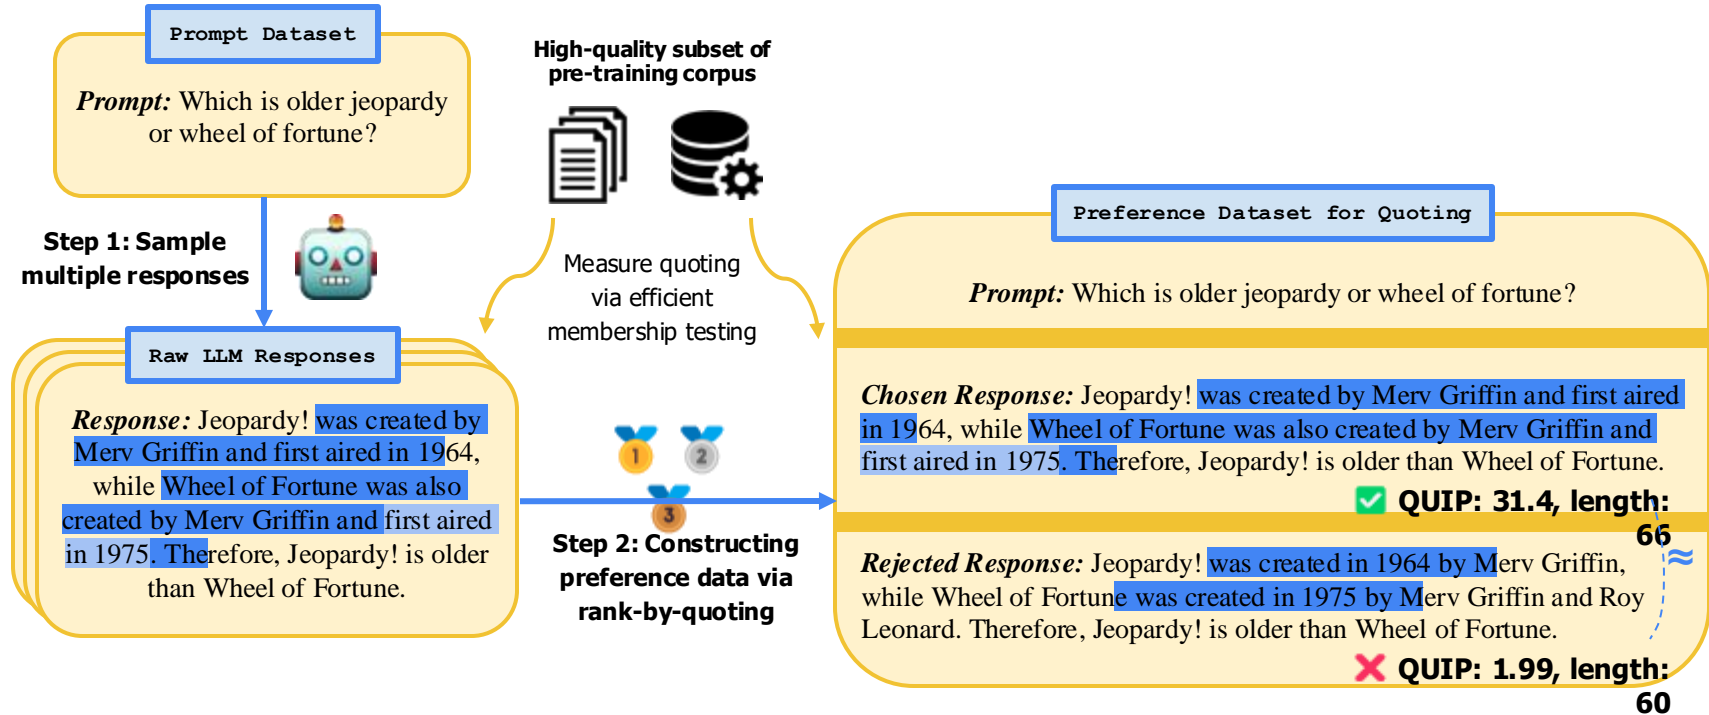 Prompt Dataset
Prompt: Which is older jeopardy
or wheel of fortune?
High-quality subset of
pre-training corpus
Step 1: Sample
multiple responses
Measure quoting
via efficient
membership testing
Raw LLM Responses
Response: Jeopardy! was created by
Merv Griffin and first aired in 1964,
while Wheel of Fortune was also
created by Merv Griffin and first aired
in 1975. Therefore, Jeopardy! is older
than Wheel of Fortune.
1
2
3
Step 2: Constructing
preference data via
rank-by-quoting
Preference Dataset for Quoting
Prompt: Which is older jeopardy or wheel of fortune?
Chosen Response: Jeopardy! was created by Merv Griffin and first aired
in 1964, while Wheel of Fortune was also created by Merv Griffin and
first aired in 1975. Therefore, Jeopardy! is older than Wheel of Fortune.
✅ QUIP: 31.4, length:
66
≈
Rejected Response: Jeopardy! was created in 1964 by Merv Griffin,
while Wheel of Fortune was created in 1975 by Merv Griffin and Roy
Leonard. Therefore, Jeopardy! is older than Wheel of Fortune.
❌ QUIP: 1.99, length:
60